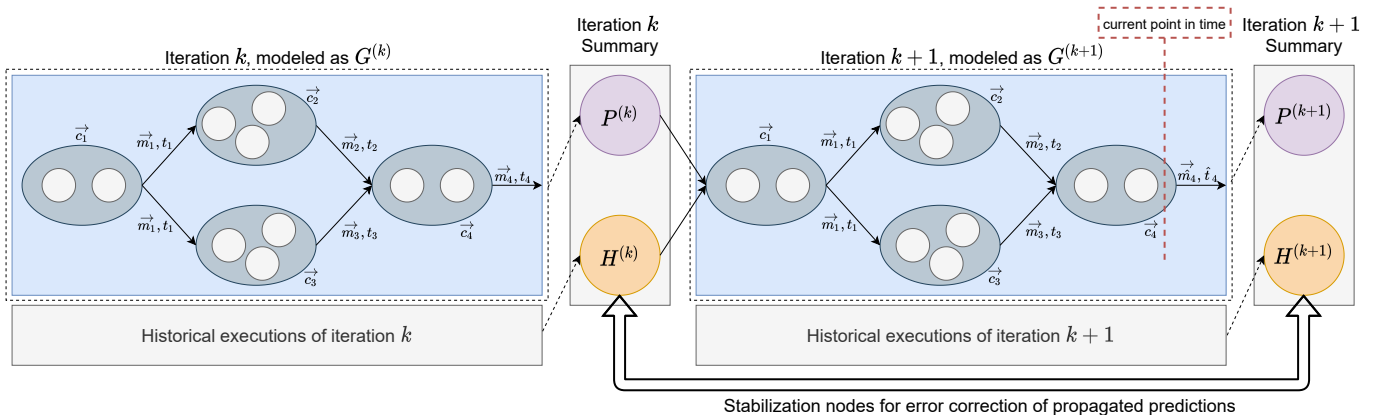 Iteration k, modeled as G^(k)
c⃗₁
m⃗₁, t₁
m⃗₁, t₁
c⃗₂
c⃗₃
m⃗₂, t₂
m⃗₃, t₃
c⃗₄
m⃗₄, t₄
Historical executions of iteration k
Iteration k
Summary
P^(k)
H^(k)
Iteration k + 1, modeled as G^(k+1)
current point in time
c⃗₁
m⃗₁, t₁
m⃗₁, t₁
c⃗₂
c⃗₃
m⃗₂, t₂
m⃗₃, t₃
c⃗₄
m̂⃗₄, t̂₄
Historical executions of iteration k + 1
Iteration k + 1
Summary
P^(k+1)
H^(k+1)
Stabilization nodes for error correction of propagated predictions